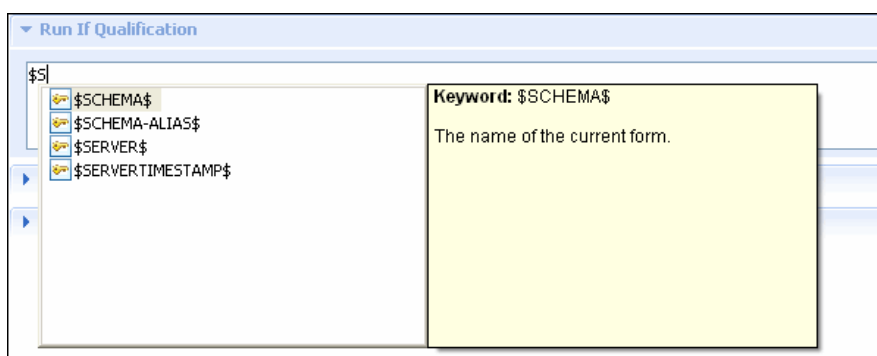 Run If Qualification
$S
$SCHEMA$
$SCHEMA-ALIAS$
$SERVER$
$SERVERTIMESTAMP$
Keyword: $SCHEMA$
The name of the current form.